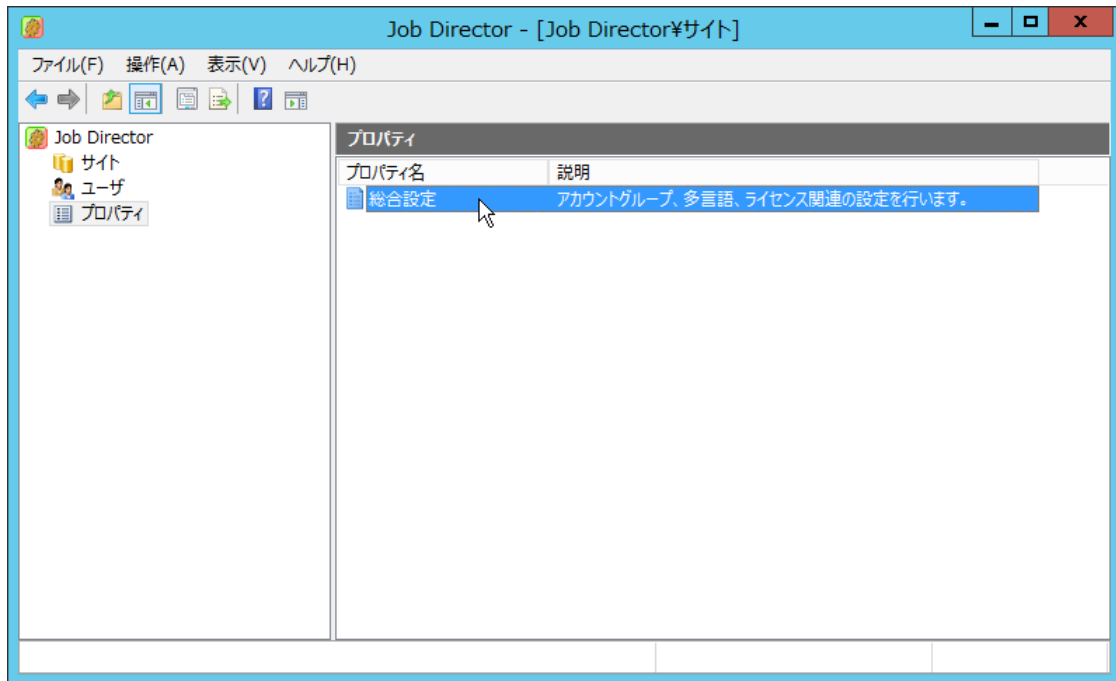 Job Director - [Job Director¥サイト]
ファイル(F) 操作(A) 表示(V) ヘルプ(H)
Job Director
サイト
ユーザ
プロパティ
プロパティ
プロパティ名 説明
総合設定 アカウントグループ、多言語、ライセンス関連の設定を行います。